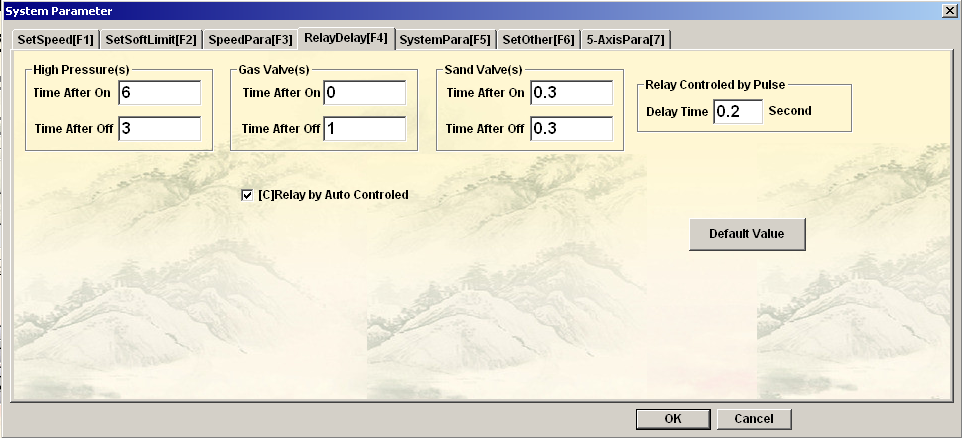 System Parameter
SetSpeed[F1] SetSoftLimit[F2] SpeedPara[F3] RelayDelay[F4] SystemPara[F5] SetOther[F6] 5-AxisPara[7]
High Pressure(s) Gas Valve(s) Sand Valve(s)
Relay Controled by Pulse
Time After On 6 Time After On 0 Time After On 0.3
Delay Time 0.2 Second
Time After Off 3 Time After Off 1 Time After Off 0.3
[C]Relay by Auto Controled
Default Value
OK Cancel